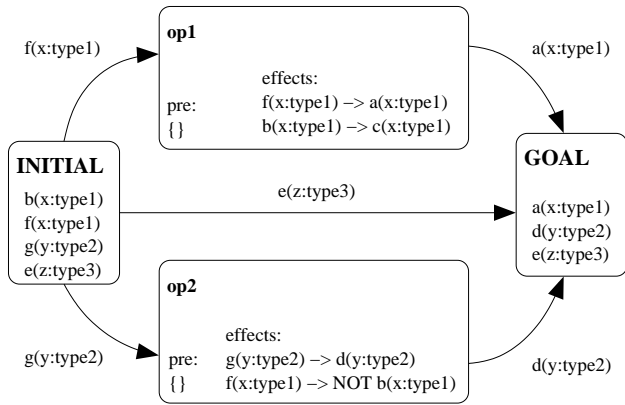 f(x:type1)
op1
effects:
pre: f(x:type1) –> a(x:type1)
{} b(x:type1) –> c(x:type1)
a(x:type1)
INITIAL
b(x:type1)
f(x:type1)
g(y:type2)
e(z:type3)
e(z:type3)
GOAL
a(x:type1)
d(y:type2)
e(z:type3)
g(y:type2)
op2
effects:
pre: g(y:type2) –> d(y:type2)
{} f(x:type1) –> NOT b(x:type1)
d(y:type2)